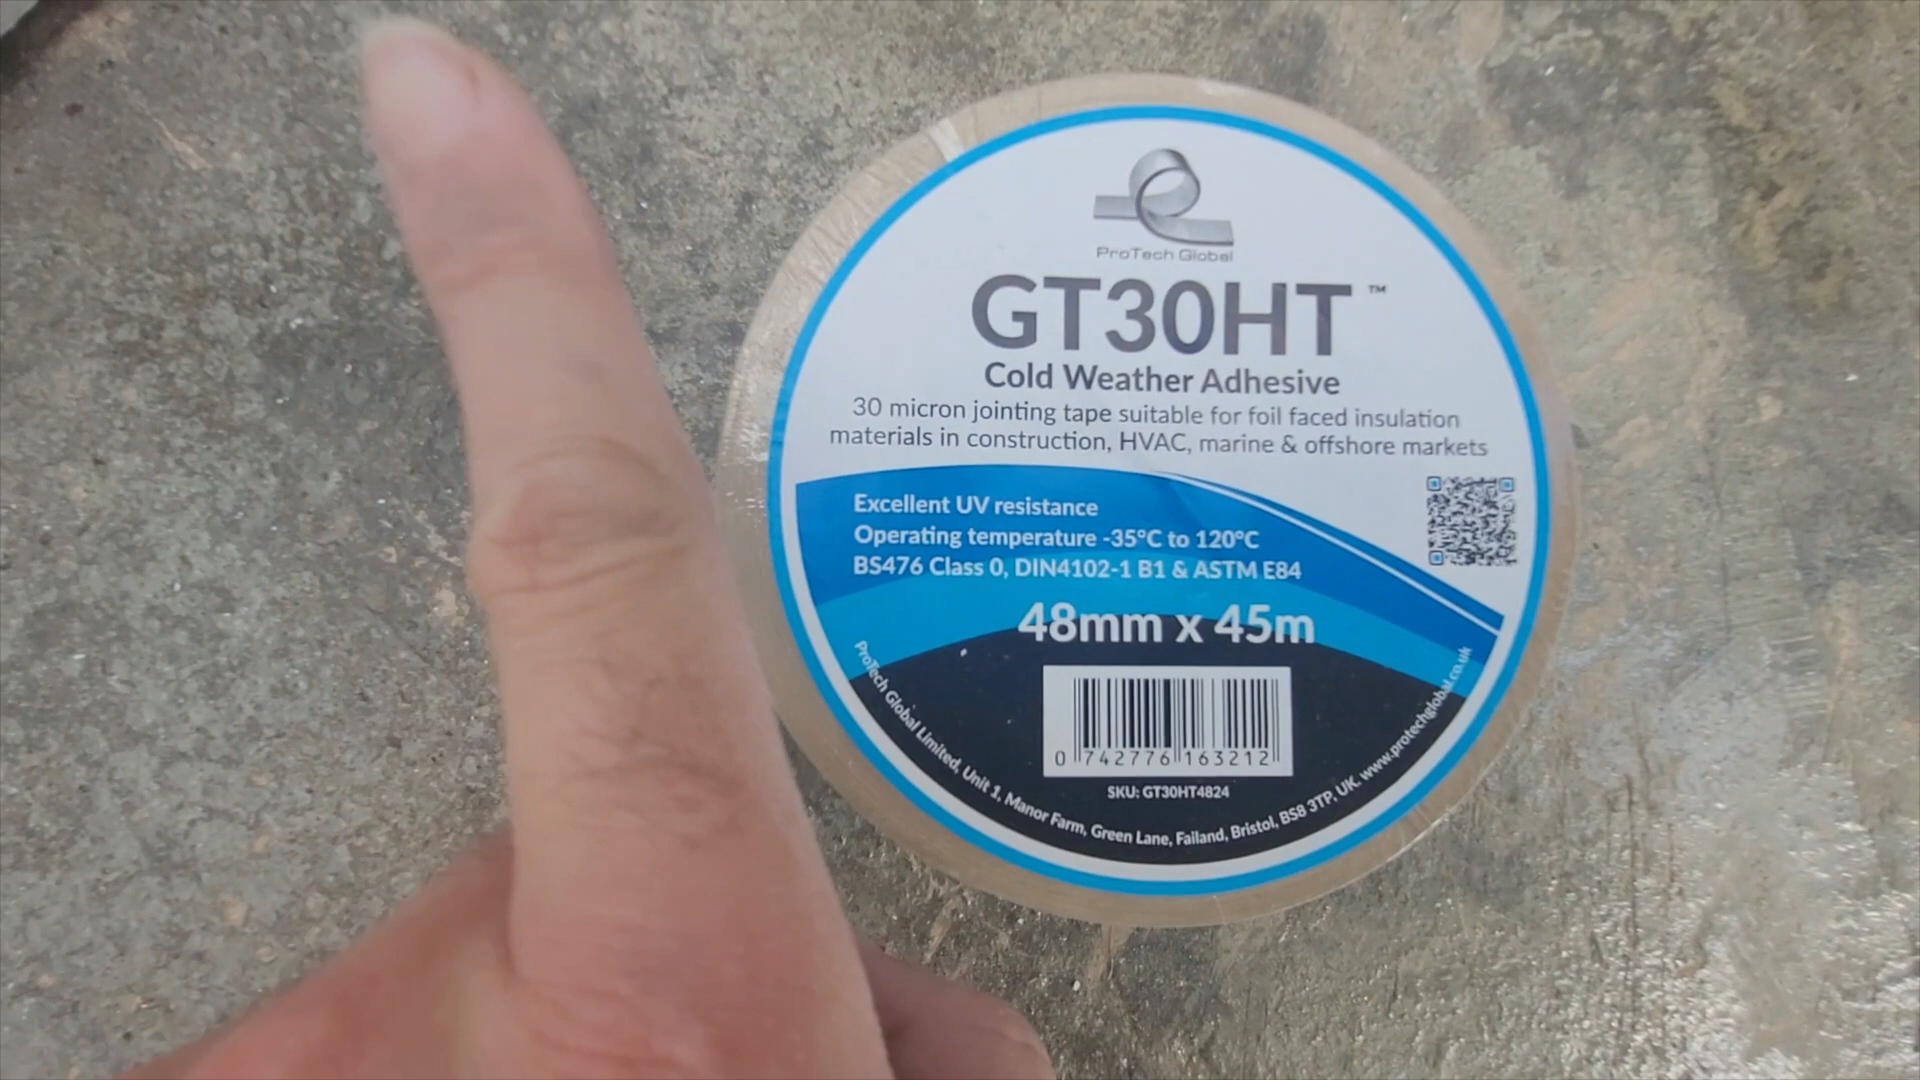 ProTech Global
GT30HT™
Cold Weather Adhesive
30 micron jointing tape suitable for foil faced insulation
materials in construction, HVAC, marine & offshore markets
Excellent UV resistance
Operating temperature -35°C to 120°C
BS476 Class 0, DIN4102-1 B1 & ASTM E84
48mm x 45m
0 742776 163212
SKU: GT30HT4824
ProTech Global Limited, Unit 1, Manor Farm, Green Lane, Failand, Bristol, BS8 3TP, UK. www.protechglobal.co.uk